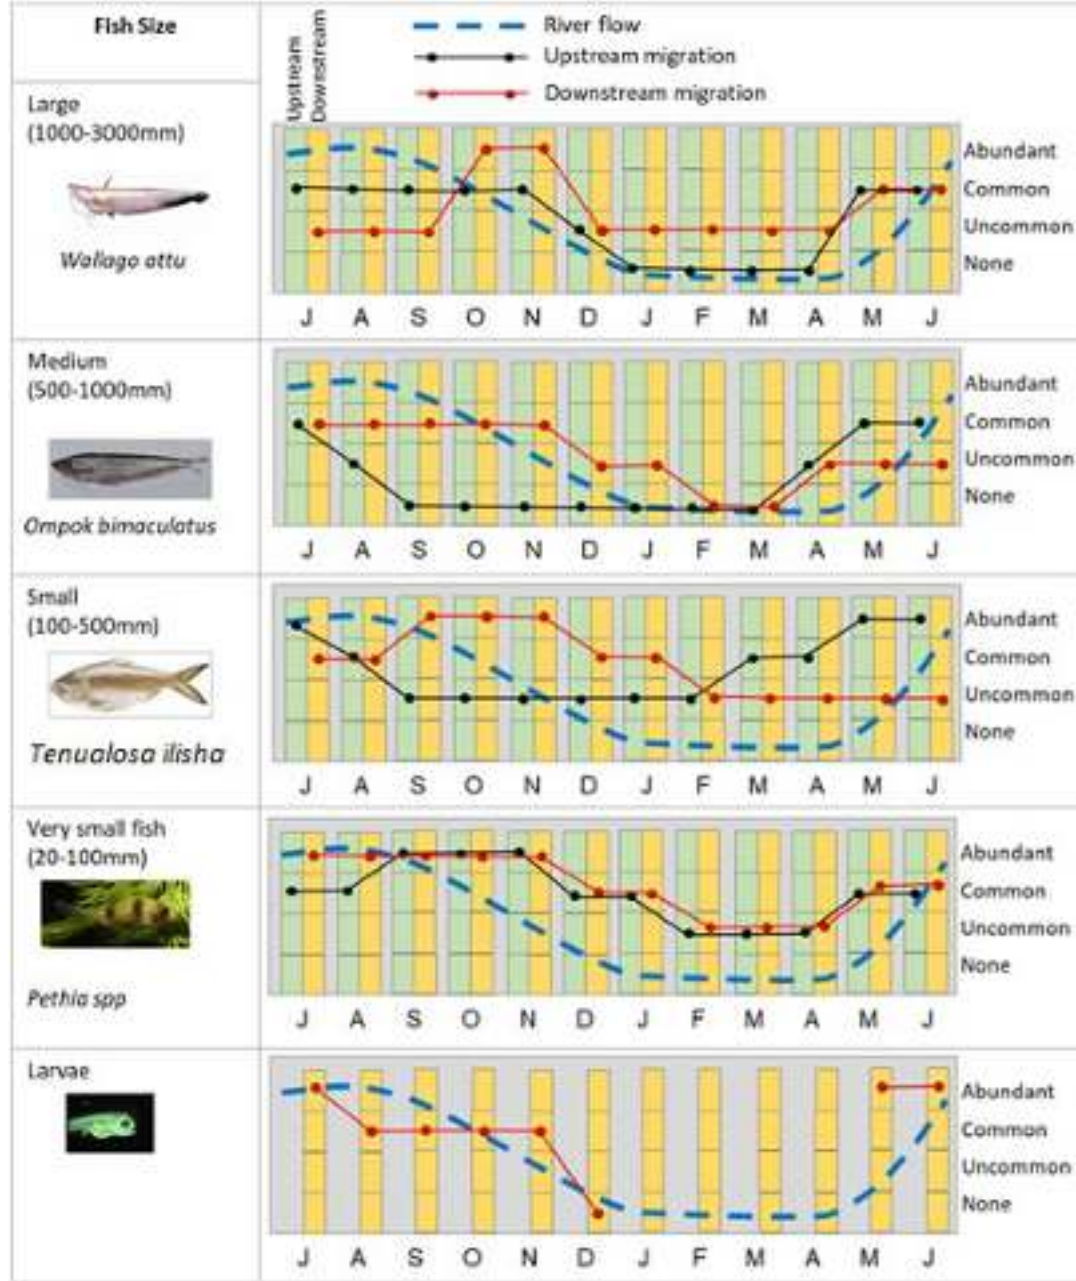 Fish Size
Upstream
Downstream
River flow
Upstream migration
Downstream migration
Large
(1000-3000mm)
Wallago attu
Abundant
Common
Uncommon
None
J A S O N D J F M A M J
Medium
(500-1000mm)
Ompok bimaculatus
Abundant
Common
Uncommon
None
J A S O N D J F M A M J
Small
(100-500mm)
Tenualosa ilisha
Abundant
Common
Uncommon
None
J A S O N D J F M A M J
Very small fish
(20-100mm)
Pethia spp
Abundant
Common
Uncommon
None
J A S O N D J F M A M J
Larvae
Abundant
Common
Uncommon
None
J A S O N D J F M A M J